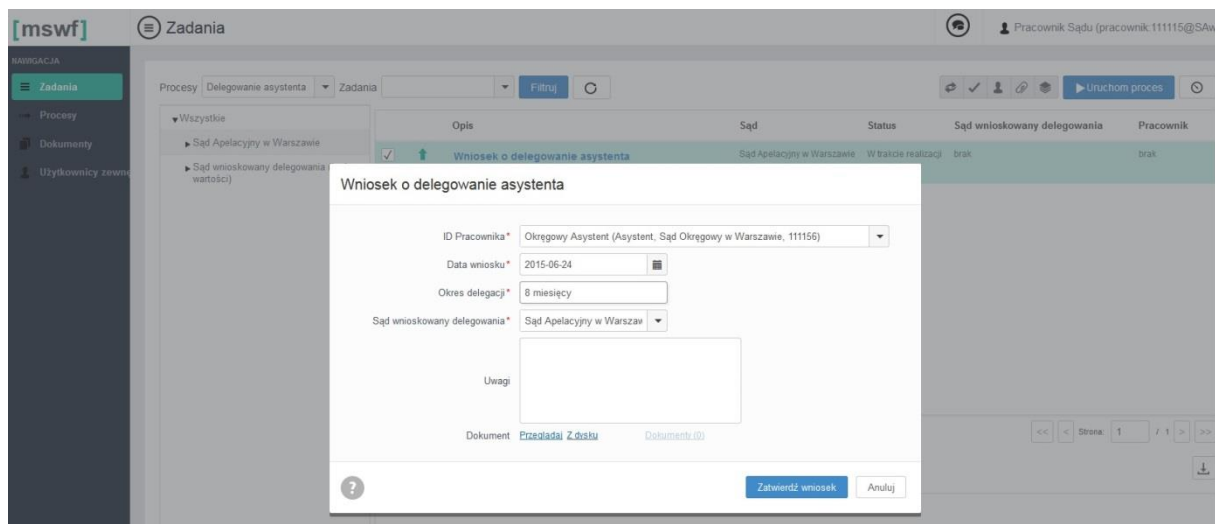 [mswf]
Zadania
Pracownik Sądu (pracownik:111115@SAw
NAWIGACJA
Zadania
Procesy
Dokumenty
Użytkownicy zewnę
Procesy Delegowanie asystenta Zadania Filtruj Uruchom proces
Wszystkie
Sąd Apelacyjny w Warszawie
Sąd wnioskowany delegowania
wartości)
Opis Sąd Status Sąd wnioskowany delegowania Pracownik
Wniosek o delegowanie asystenta Sąd Apelacyjny w Warszawie W trakcie realizacji brak brak
Wniosek o delegowanie asystenta
ID Pracownika* Okręgowy Asystent (Asystent, Sąd Okręgowy w Warszawie, 111156)
Data wniosku* 2015-06-24
Okres delegacji* 8 miesięcy
Sąd wnioskowany delegowania* Sąd Apelacyjny w Warszaw
Uwagi
Dokument Przeglądaj Z dysku Dokumenty (0)
<< < Strona: 1 / 1 > >>
? Zatwierdź wniosek Anuluj